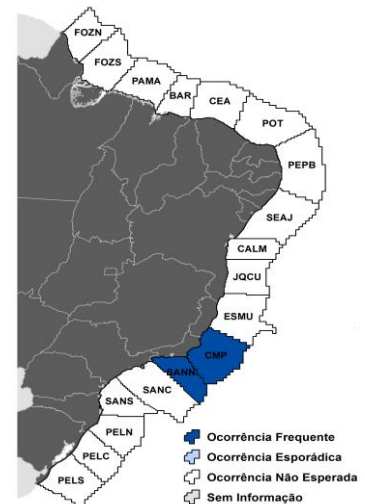 FOZN
FOZS
PAMA
BAR
CEA
POT
PEPB
SEAJ
CALM
JQCU
ESMU
CMP
SANN
SANC
SANS
PELN
PELC
PELS
Ocorrência Frequente
Ocorrência Esporádica
Ocorrência Não Esperada
Sem Informação